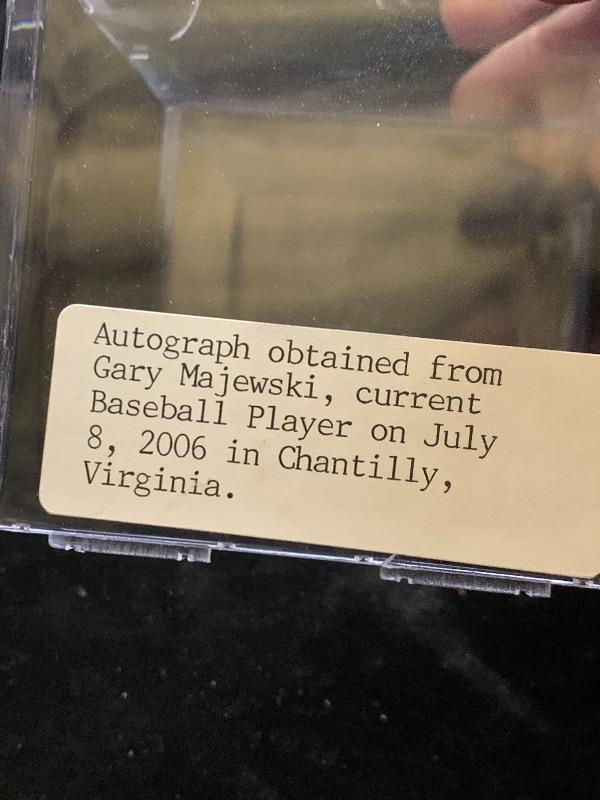 Autograph obtained from
Gary Majewski, current
Baseball Player on July
8, 2006 in Chantilly,
Virginia.